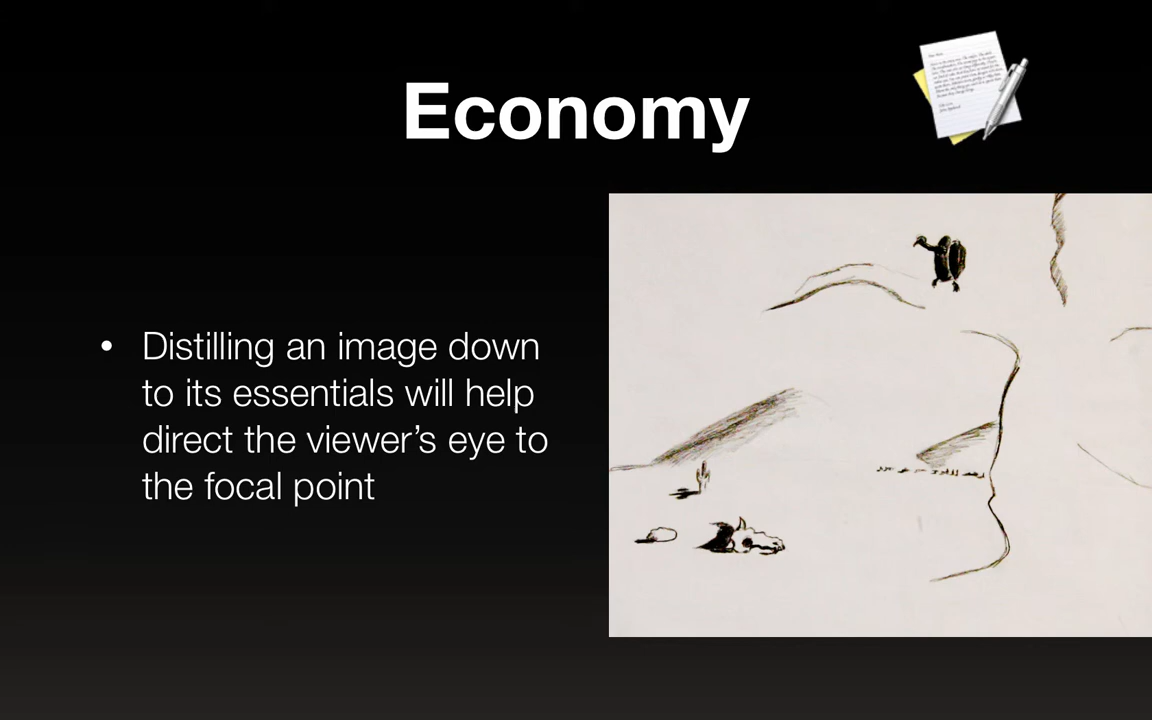 Economy
• Distilling an image down
to its essentials will help
direct the viewer's eye to
the focal point